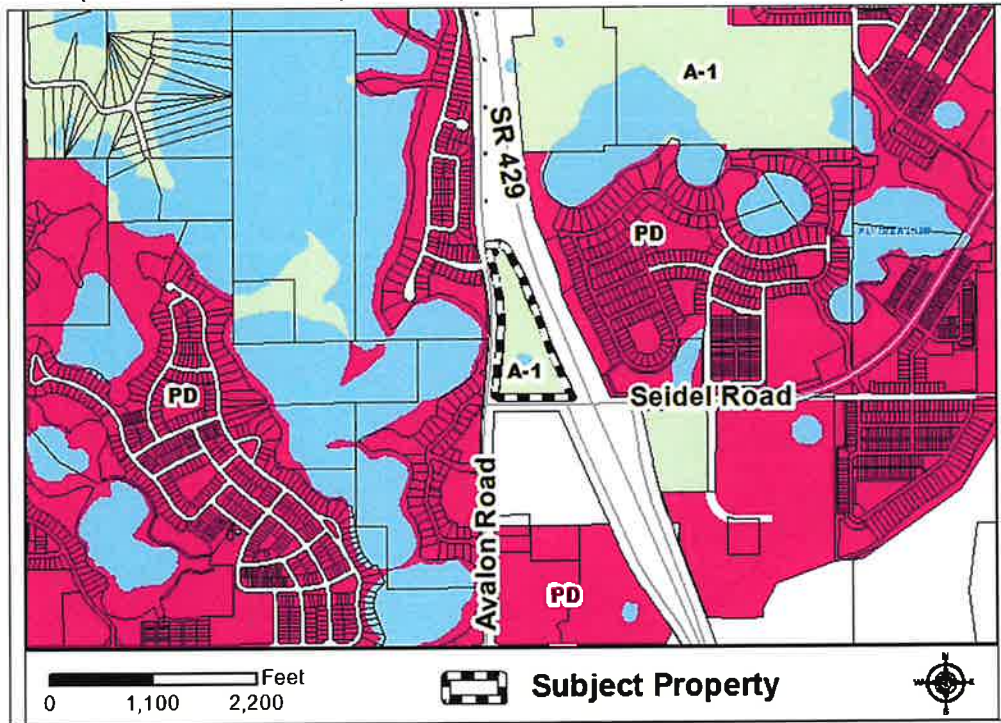 A-1
SR 429
PD
A-1
Seidel Road
PD
Avalon Road
PD
Feet
0 1,100 2,200
Subject Property
N
W E
S